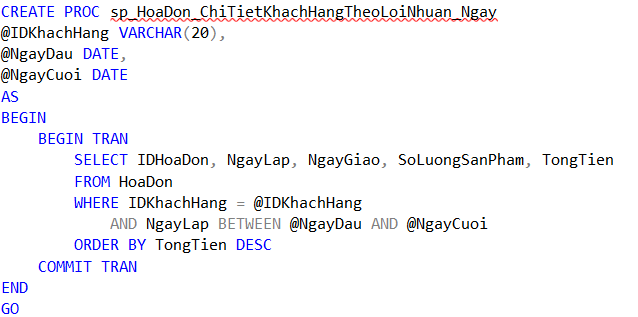 CREATE PROC sp_HoaDon_ChiTietKhachHangTheoLoiNhuan_Ngay
@IDKhachHang VARCHAR(20),
@NgayDau DATE,
@NgayCuoi DATE
AS
BEGIN
    BEGIN TRAN
        SELECT IDHoaDon, NgayLap, NgayGiao, SoLuongSanPham, TongTien
        FROM HoaDon
        WHERE IDKhachHang = @IDKhachHang
            AND NgayLap BETWEEN @NgayDau AND @NgayCuoi
        ORDER BY TongTien DESC
    COMMIT TRAN
END
GO